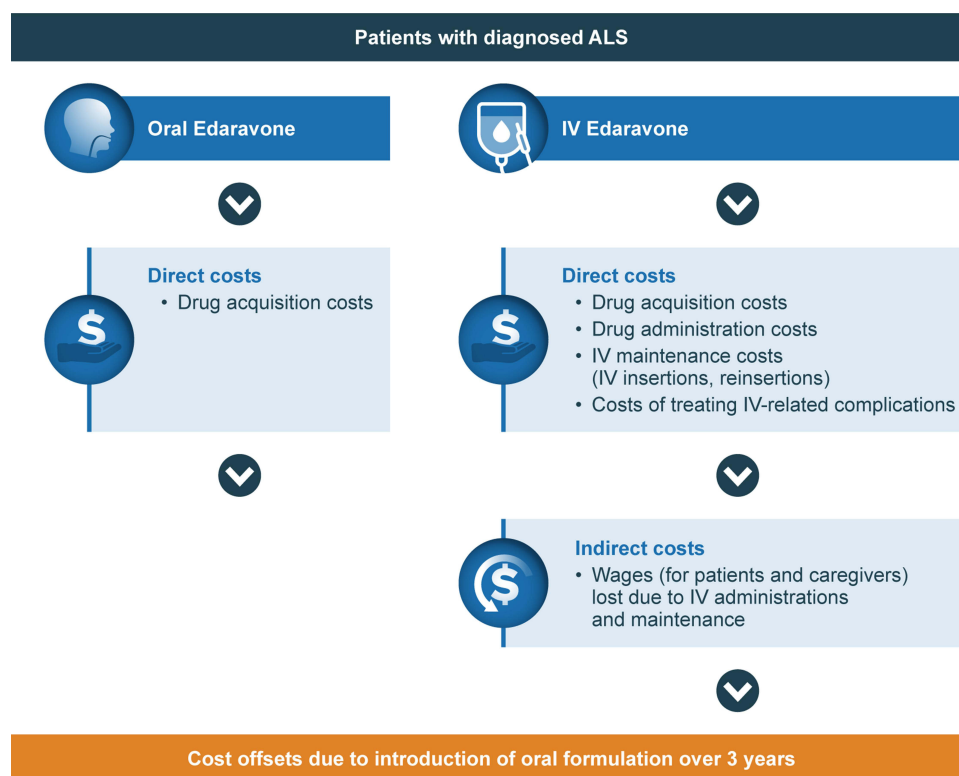 Patients with diagnosed ALS
Oral Edaravone
IV Edaravone
Direct costs
• Drug acquisition costs
Direct costs
• Drug acquisition costs
• Drug administration costs
• IV maintenance costs
(IV insertions, reinsertions)
• Costs of treating IV-related complications
Indirect costs
• Wages (for patients and caregivers)
lost due to IV administrations
and maintenance
Cost offsets due to introduction of oral formulation over 3 years